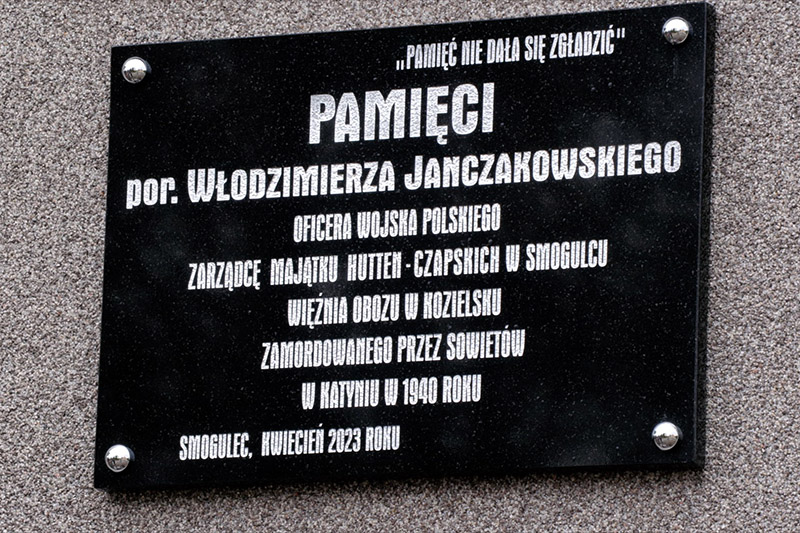 „PAMIĘĆ NIE DAŁA SIĘ ZGŁADZIĆ"
PAMIĘCI
por. WŁODZIMIERZA JANCZAKOWSKIEGO
OFICERA WOJSKA POLSKIEGO
ZARZĄDCĘ MAJĄTKU HUTTEN - CZAPSKICH W SMOGULCU
WIĘŹNIA OBOZU W KOZIELSKU
ZAMORDOWANEGO PRZEZ SOWIETÓW
W KATYNIU W 1940 ROKU
SMOGULEC, KWIECIEŃ 2023 ROKU